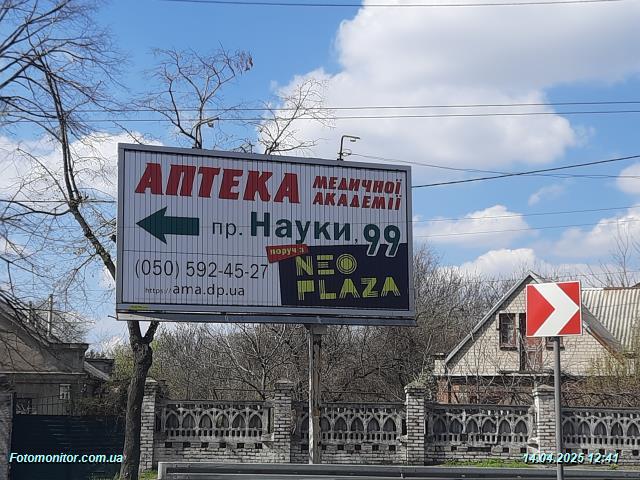 АПТЕКА МЕДИЧНОЇ АКАДЕМІЇ
пр. Науки, 99
(050) 592-45-27
https://ama.dp.ua
поруч з
NEO
PLAZA
Fotomonitor.com.ua
14.04.2025 12:41